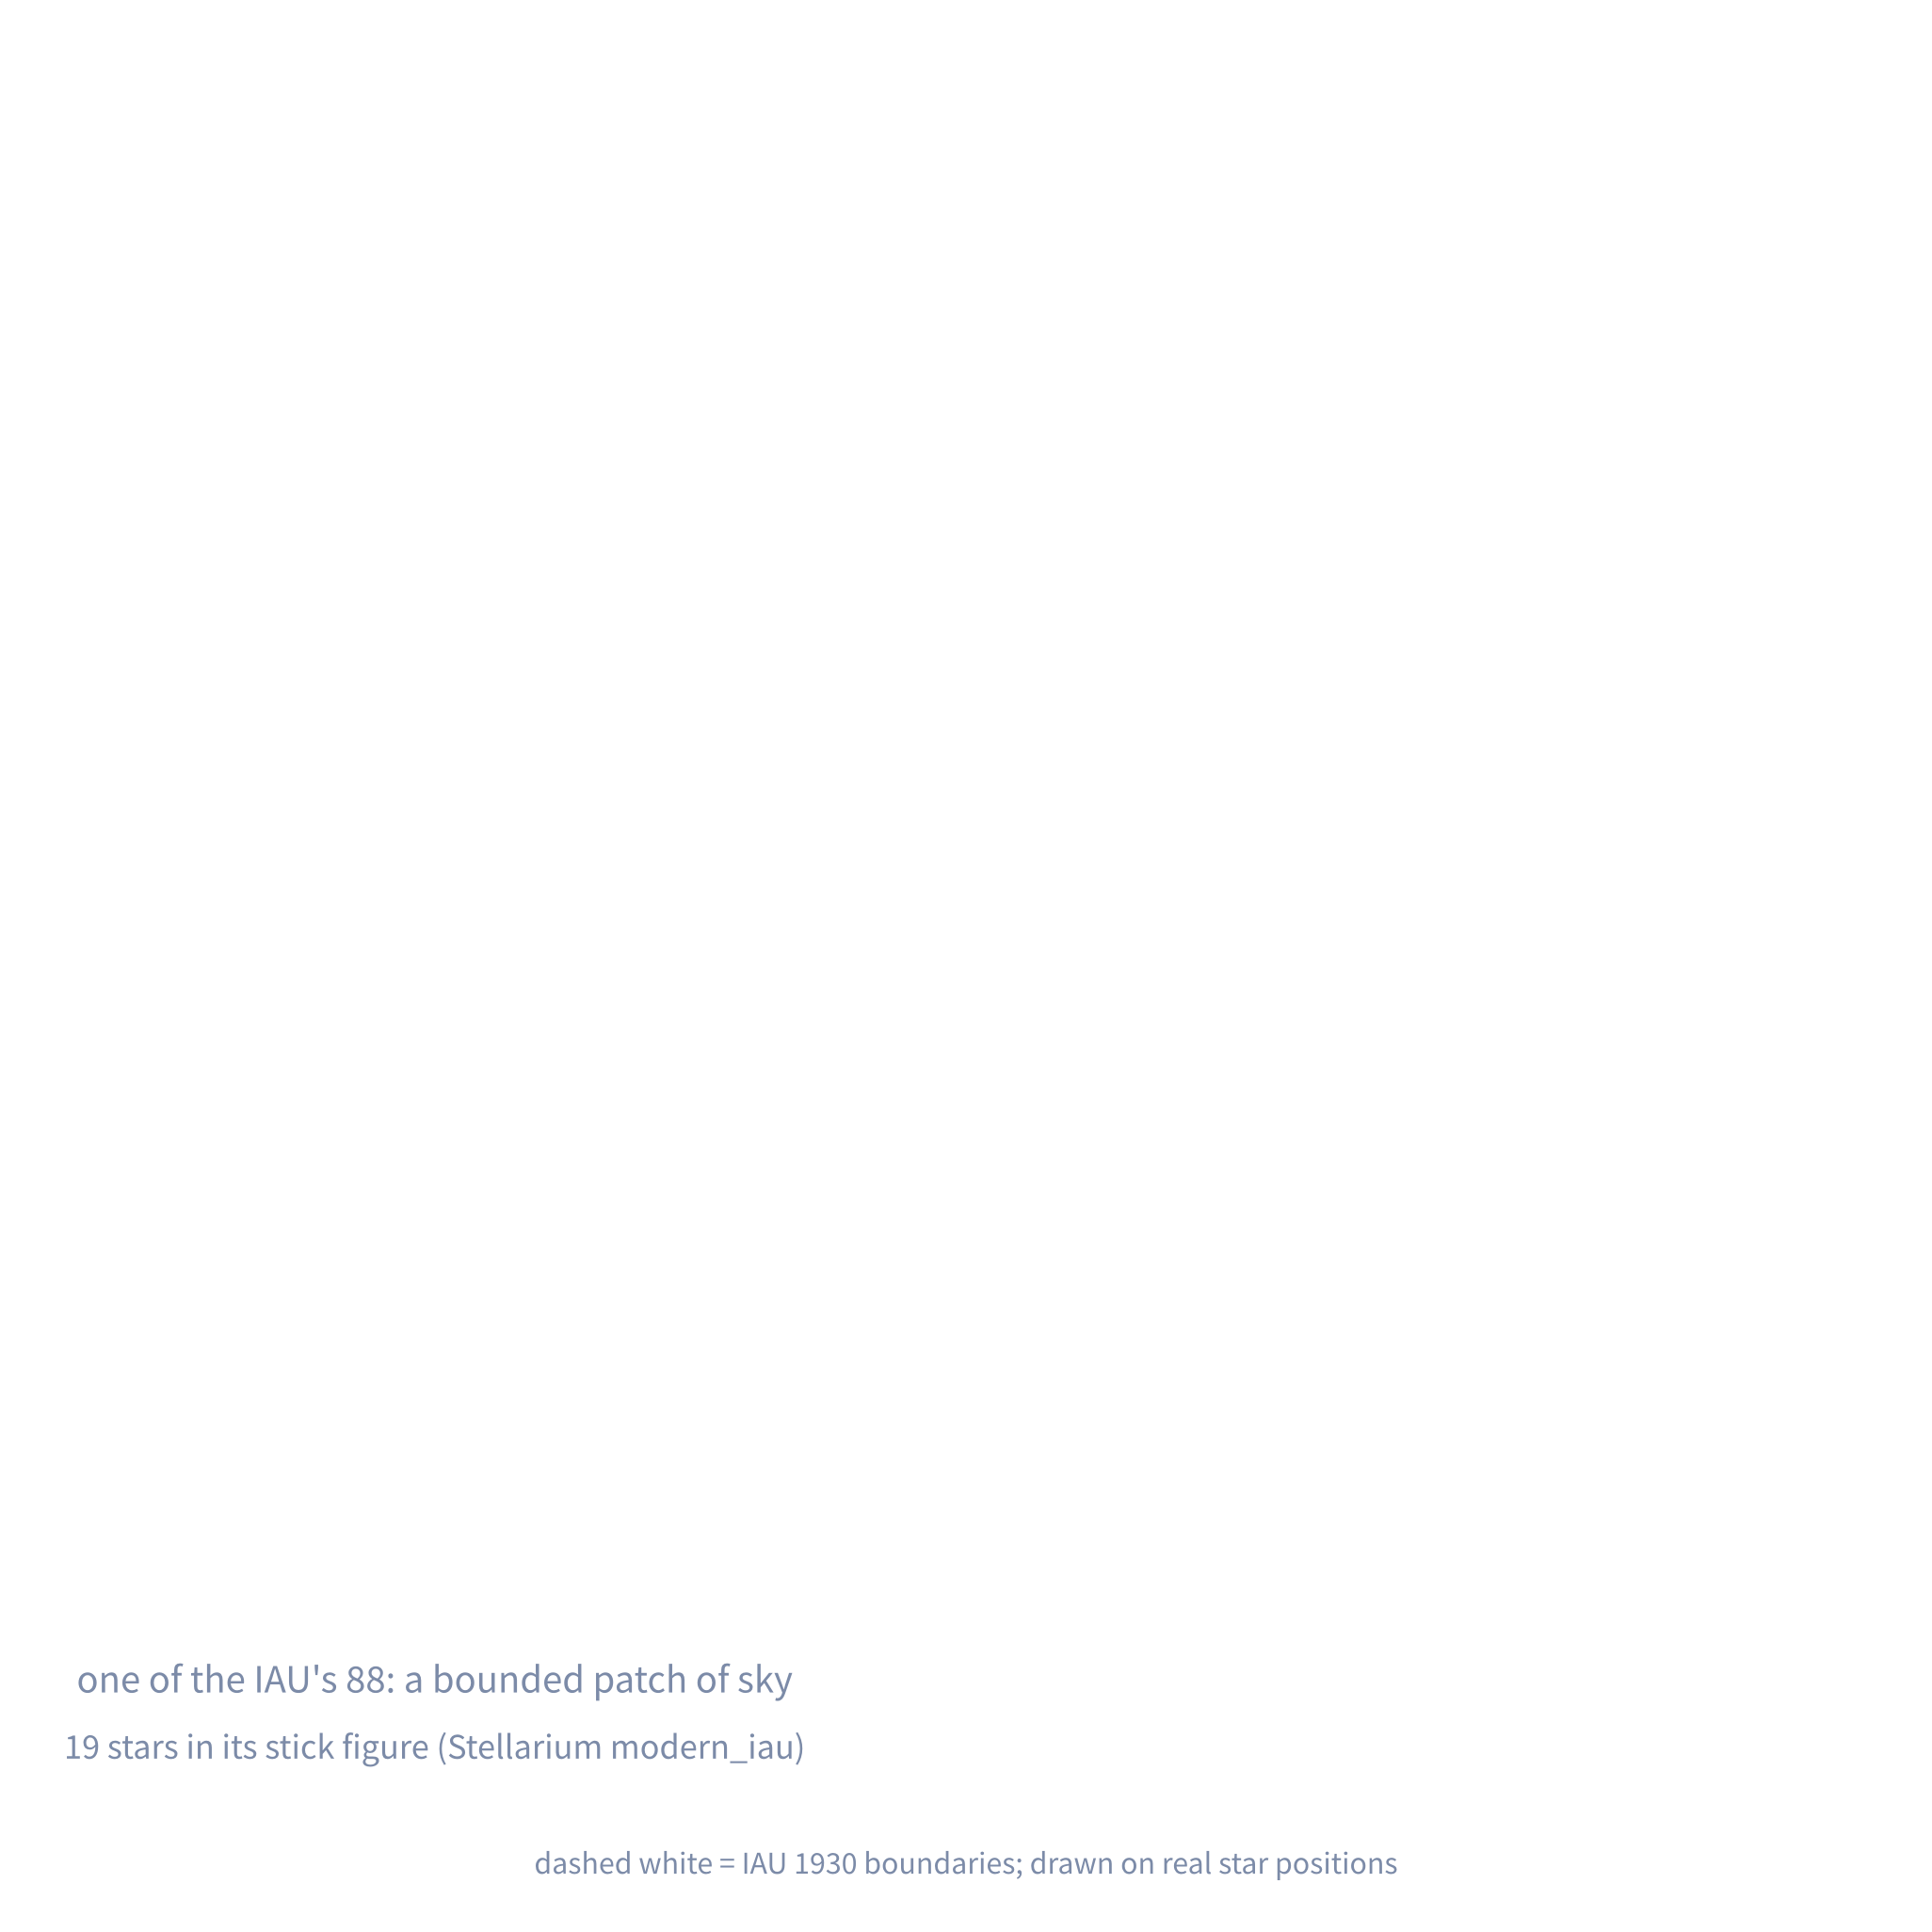 one of the IAU's 88: a bounded patch of sky
19 stars in its stick figure (Stellarium modern_iau)
dashed white = IAU 1930 boundaries; drawn on real star positions